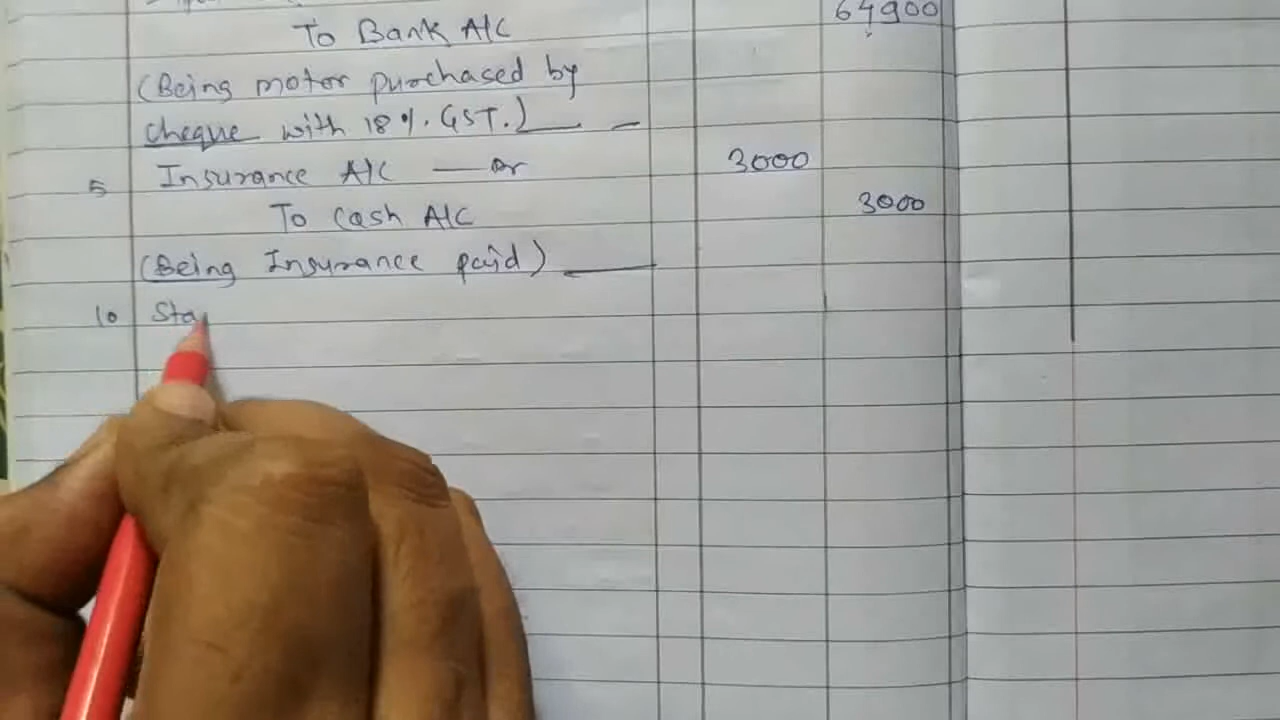 64900
To Bank A/C
(Being motor purchased by
cheque with 18%. GST.)
5 Insurance A/C — Dr 3000
To Cash A/C 3000
(Being Insurance paid)
10 Sta